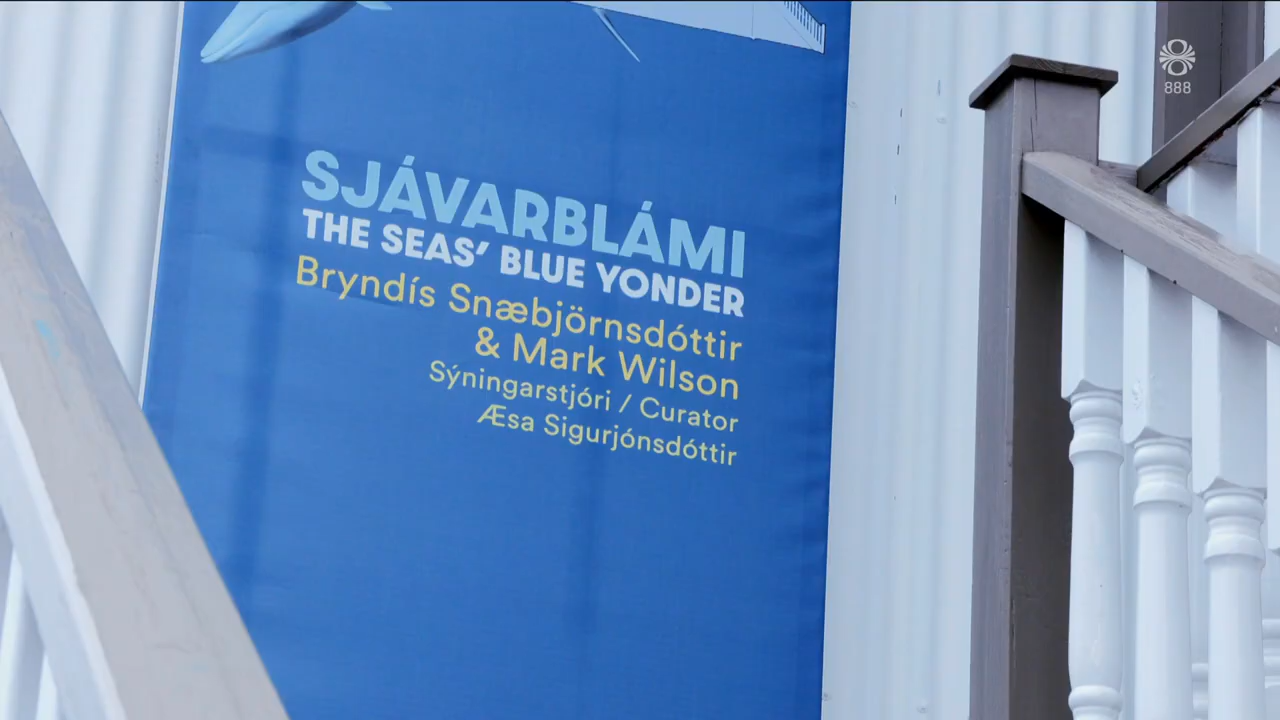 888
SJÁVARBLÁMI
THE SEAS’ BLUE YONDER
Bryndís Snæbjörnsdóttir
& Mark Wilson
Sýningarstjóri / Curator
Æsa Sigurjónsdóttir